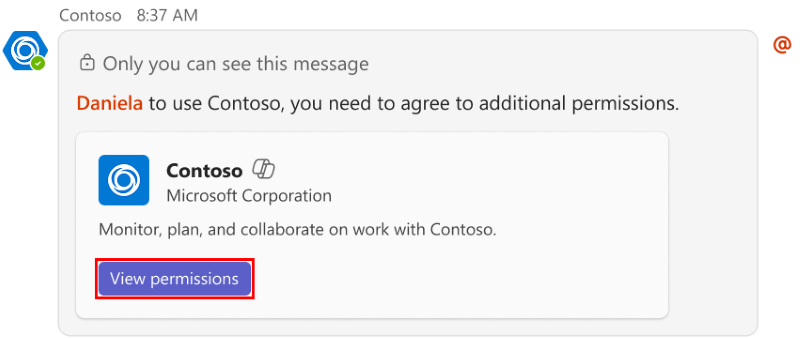 Contoso 8:37 AM
@
Only you can see this message
Daniela to use Contoso, you need to agree to additional permissions.
Contoso
Microsoft Corporation
Monitor, plan, and collaborate on work with Contoso.
View permissions